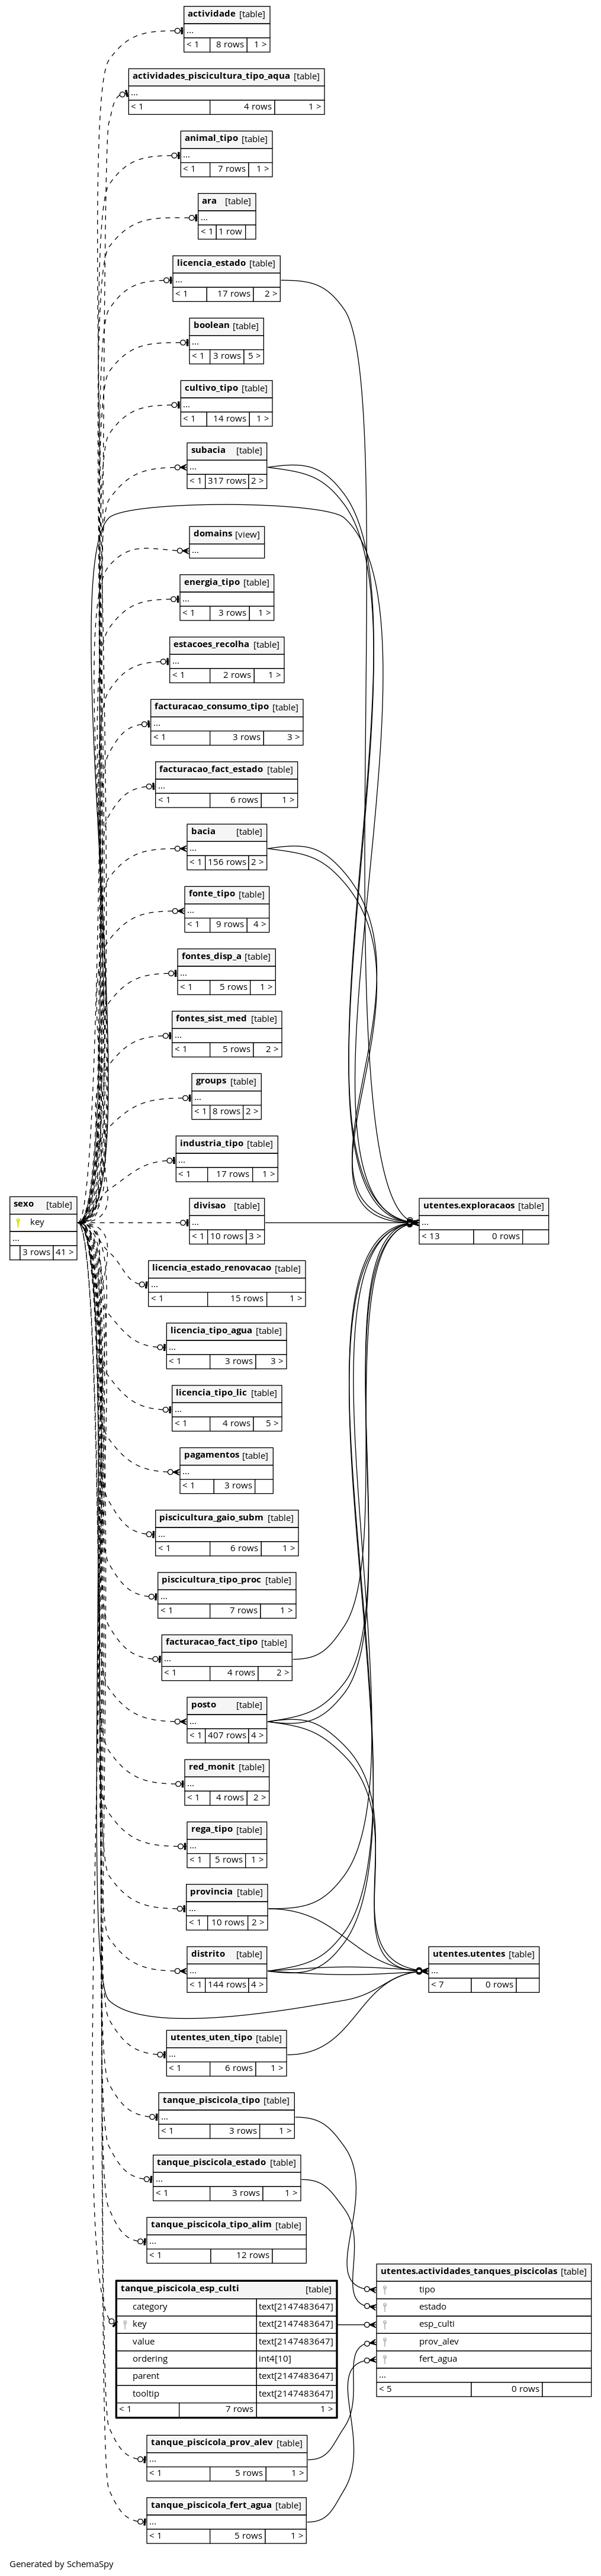 actividade [table]
...
< 1 8 rows 1 >
actividades_piscicultura_tipo_aqua [table]
...
< 1 4 rows 1 >
animal_tipo [table]
...
< 1 7 rows 1 >
ara [table]
...
< 1 1 row
licencia_estado [table]
...
< 1 17 rows 2 >
boolean [table]
...
< 1 3 rows 5 >
cultivo_tipo [table]
...
< 1 14 rows 1 >
subacia [table]
...
< 1 317 rows 2 >
domains [view]
...
energia_tipo [table]
...
< 1 3 rows 1 >
estacoes_recolha [table]
...
< 1 2 rows 1 >
facturacao_consumo_tipo [table]
...
< 1 3 rows 3 >
facturacao_fact_estado [table]
...
< 1 6 rows 1 >
bacia [table]
...
< 1 156 rows 2 >
fonte_tipo [table]
...
< 1 9 rows 4 >
fontes_disp_a [table]
...
< 1 5 rows 1 >
fontes_sist_med [table]
...
< 1 5 rows 2 >
groups [table]
...
< 1 8 rows 2 >
industria_tipo [table]
...
< 1 17 rows 1 >
sexo [table]
key
...
3 rows 41 >
divisao [table]
...
< 1 10 rows 3 >
utentes.exploracaos [table]
...
< 13 0 rows
licencia_estado_renovacao [table]
...
< 1 15 rows 1 >
licencia_tipo_agua [table]
...
< 1 3 rows 3 >
licencia_tipo_lic [table]
...
< 1 4 rows 5 >
pagamentos [table]
...
< 1 3 rows
piscicultura_gaio_subm [table]
...
< 1 6 rows 1 >
piscicultura_tipo_proc [table]
...
< 1 7 rows 1 >
facturacao_fact_tipo [table]
...
< 1 4 rows 2 >
posto [table]
...
< 1 407 rows 4 >
red_monit [table]
...
< 1 4 rows 2 >
rega_tipo [table]
...
< 1 5 rows 1 >
provincia [table]
...
< 1 10 rows 2 >
distrito [table]
...
< 1 144 rows 4 >
utentes.utentes [table]
...
< 7 0 rows
utentes_uten_tipo [table]
...
< 1 6 rows 1 >
tanque_piscicola_tipo [table]
...
< 1 3 rows 1 >
tanque_piscicola_estado [table]
...
< 1 3 rows 1 >
tanque_piscicola_tipo_alim [table]
...
< 1 12 rows
tanque_piscicola_esp_culti [table]
category text[2147483647]
key text[2147483647]
value text[2147483647]
ordering int4[10]
parent text[2147483647]
tooltip text[2147483647]
< 1 7 rows 1 >
utentes.actividades_tanques_piscicolas [table]
tipo
estado
esp_culti
prov_alev
fert_agua
...
< 5 0 rows
tanque_piscicola_prov_alev [table]
...
< 1 5 rows 1 >
tanque_piscicola_fert_agua [table]
...
< 1 5 rows 1 >
Generated by SchemaSpy